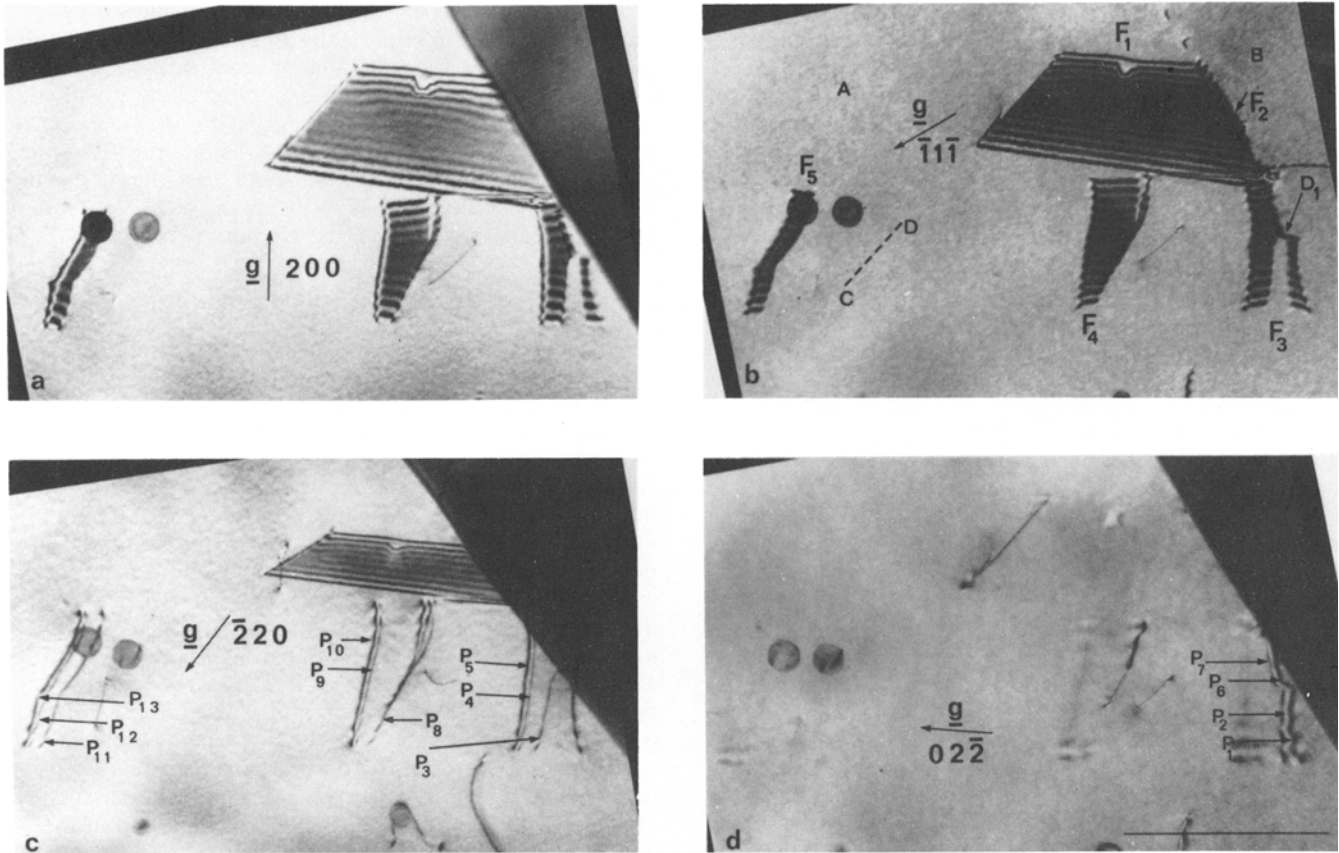 g 200
a
F₁
B
A
F₂
g
1̄11̄
F₅
D₁
D
C
F₄
F₃
b
g 2̄20
P₁₀
P₉
P₅
P₄
P₁₃
P₁₂
P₈
P₁₁
P₃
c
P₇
P₆
g
022̄
P₂
P₁
d